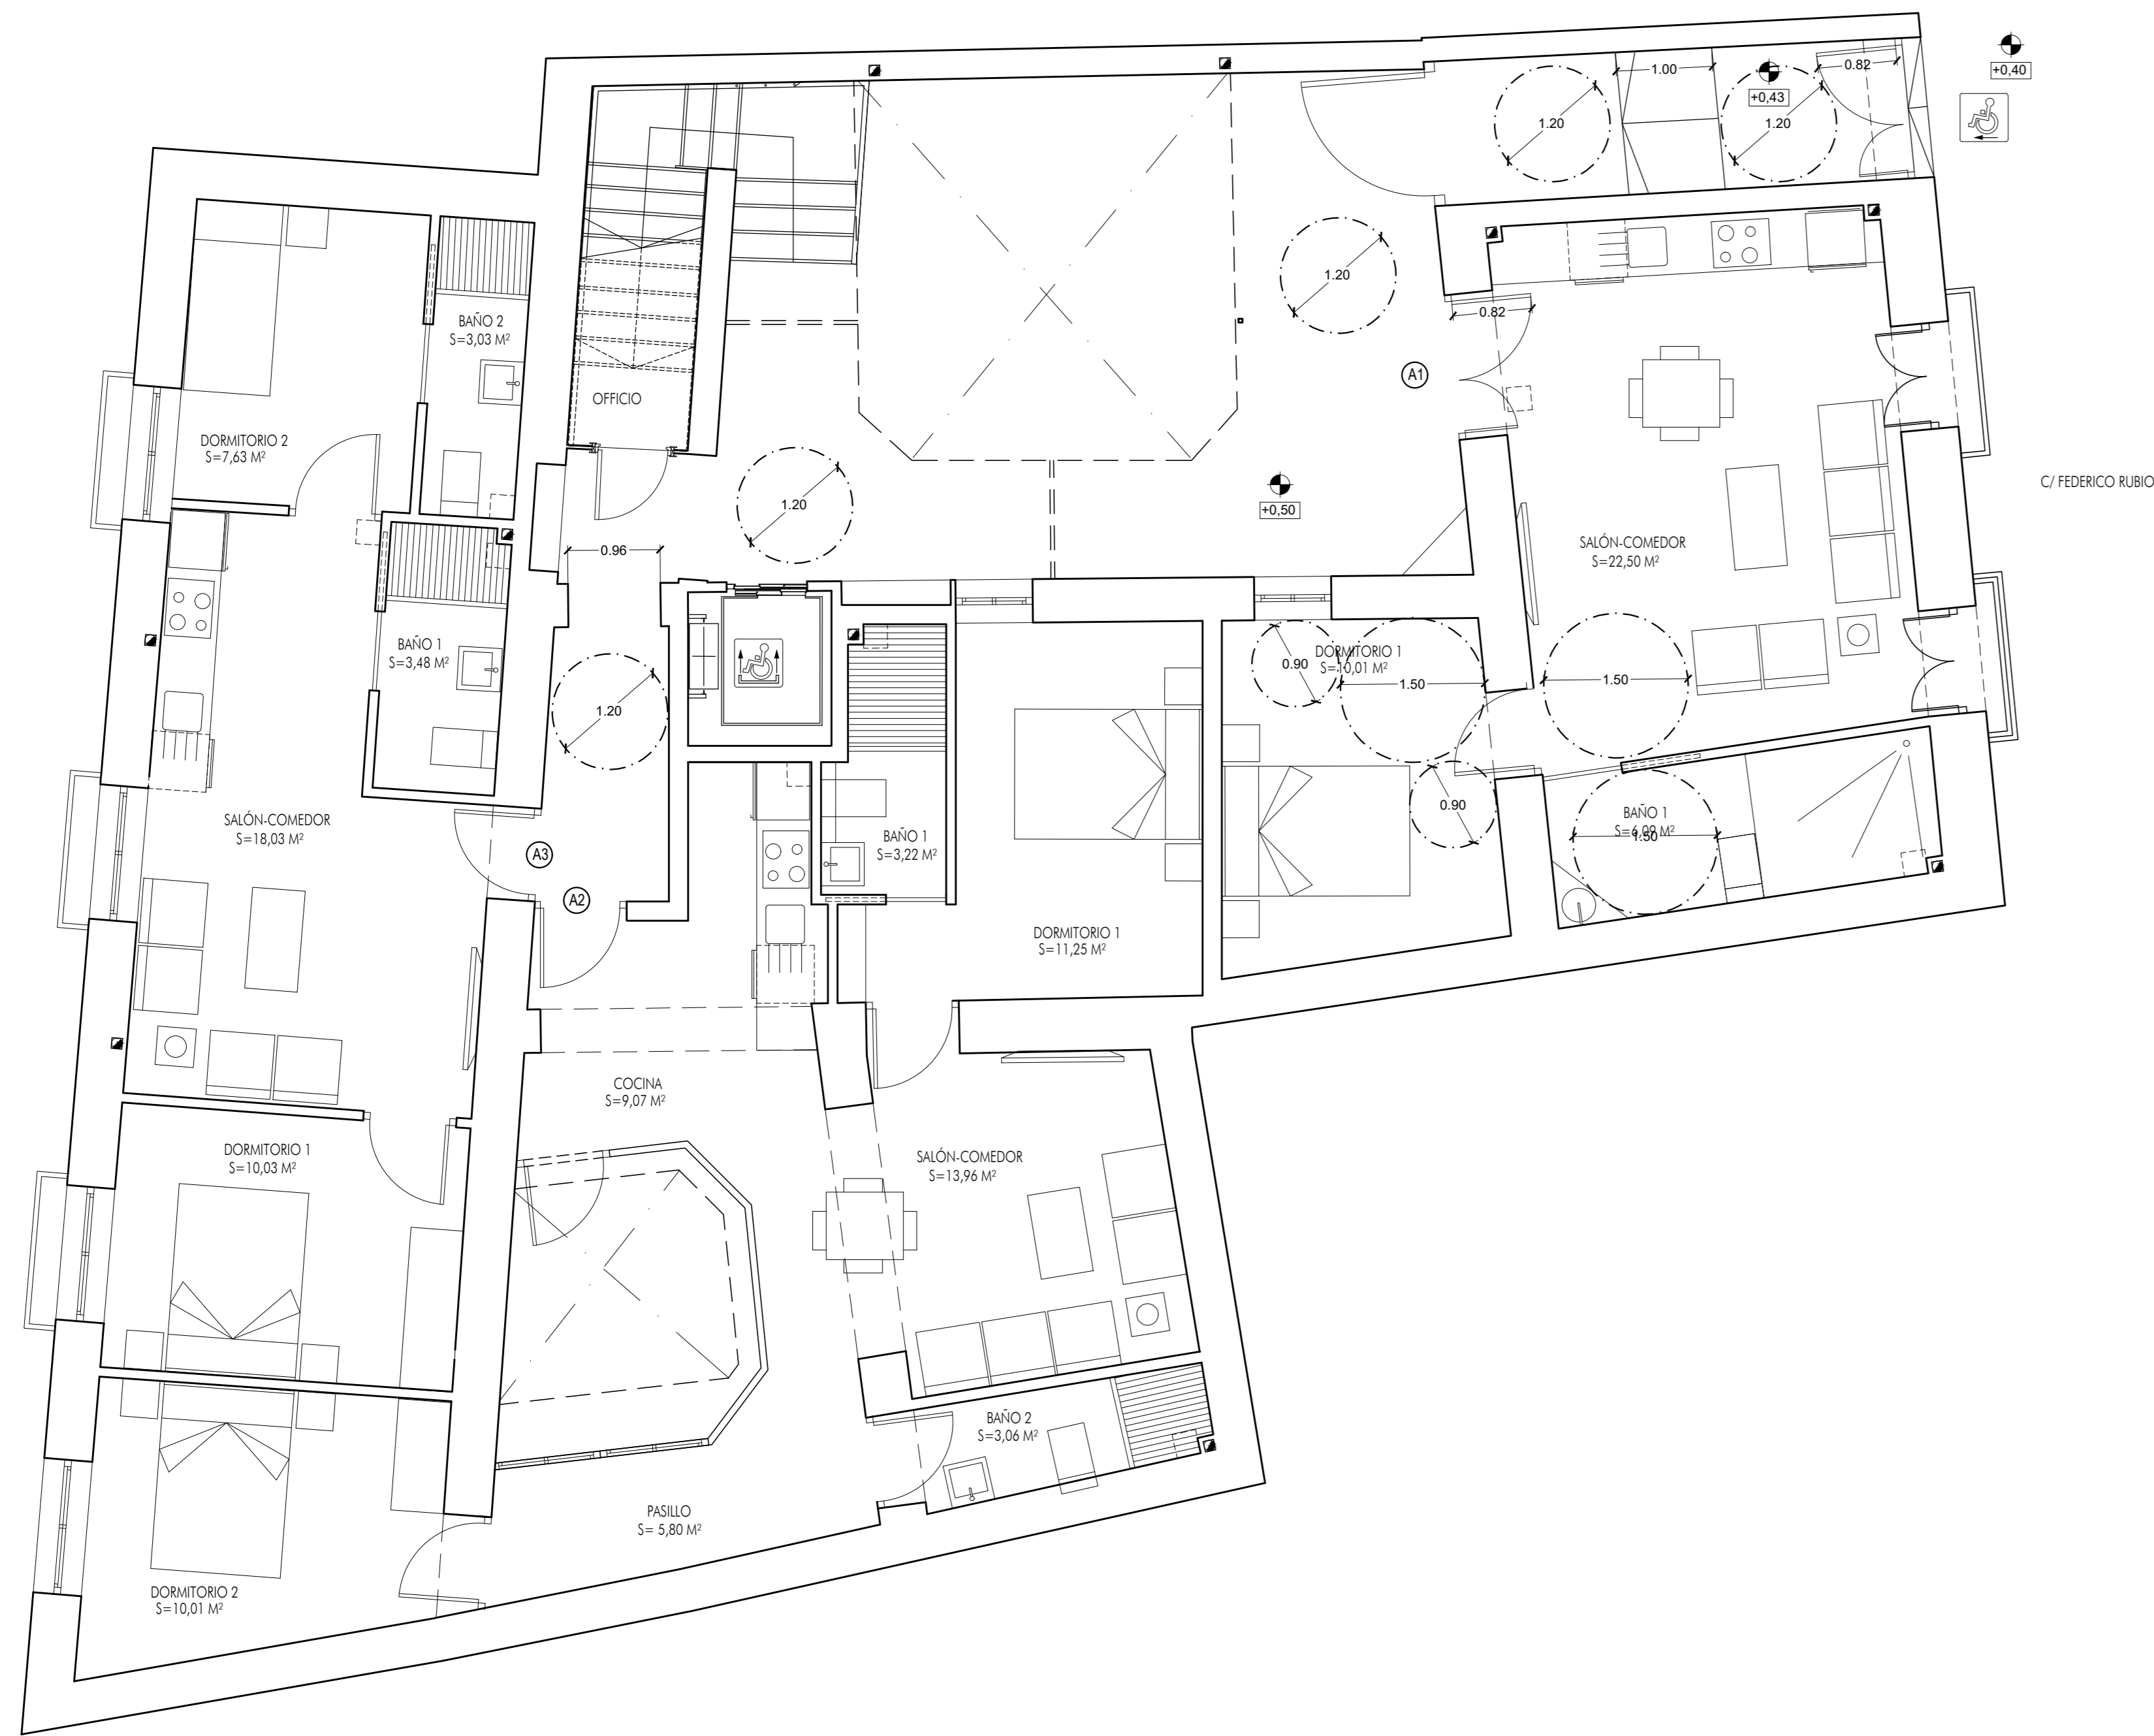 +0,40
1.00
0.82
+0,43
1.20
1.20
1.20
0.82
BAÑO 2
S=3,03 M²
OFFICIO
A1
DORMITORIO 2
S=7,63 M²
C/ FEDERICO RUBIO
1.20
+0,50
0.96
SALÓN-COMEDOR
S=22,50 M²
BAÑO 1
S=3,48 M²
DORMITORIO 1
S=10,01 M²
0.90
1.50
1.50
1.20
0.90
SALÓN-COMEDOR
S=18,03 M²
BAÑO 1
S=3,22 M²
BAÑO 1
S=6,09 M²
1.50
A3
A2
DORMITORIO 1
S=11,25 M²
COCINA
S=9,07 M²
DORMITORIO 1
S=10,03 M²
SALÓN-COMEDOR
S=13,96 M²
BAÑO 2
S=3,06 M²
PASILLO
S= 5,80 M²
DORMITORIO 2
S=10,01 M²